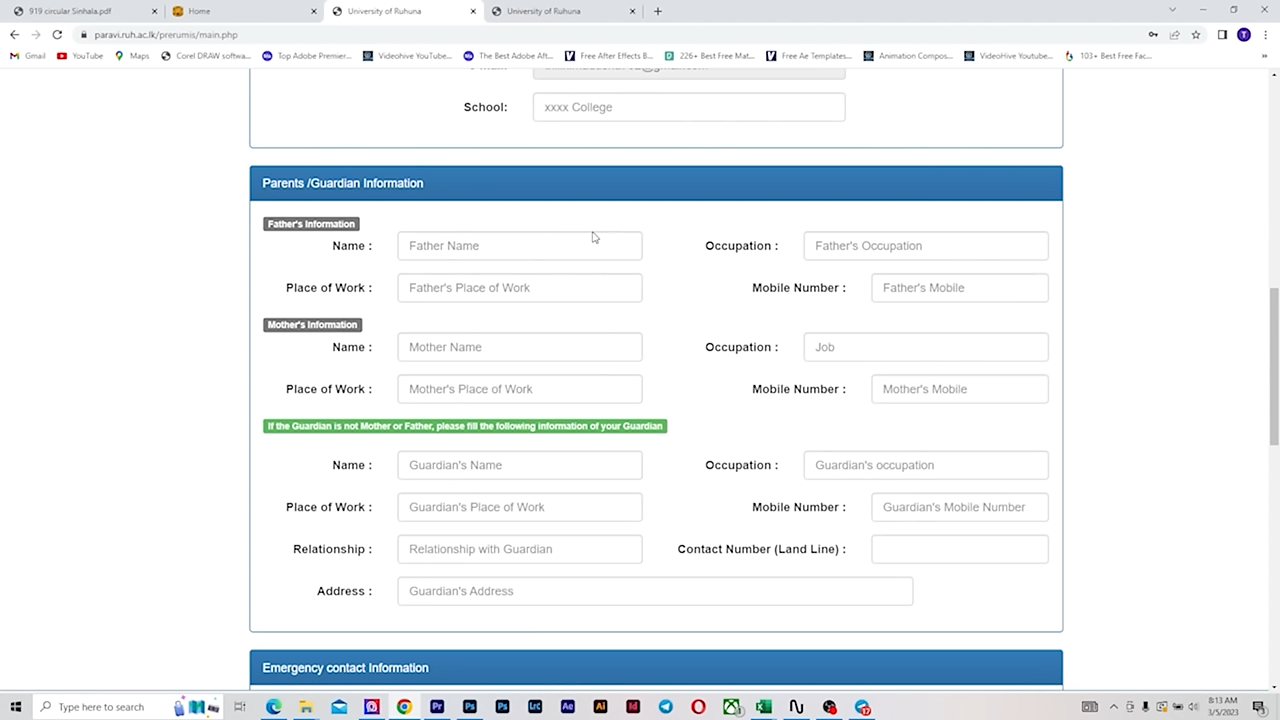 919 circular Sinhala.pdf
Home
University of Ruhuna
University of Ruhuna
paravi.ruh.ac.lk/prerumis/main.php
T
Gmail
YouTube
Maps
Corel DRAW softwa...
Top Adobe Premier...
Videohive YouTube...
The Best Adobe Aft...
Free After Effects B...
226+ Best Free Mat...
Free Ae Templates...
Animation Compos...
VideoHive Youtube...
103+ Best Free Fac...
School:
xxxx College
Parents /Guardian Information
Father's Information
Name :
Father Name
Occupation :
Father's Occupation
Place of Work :
Father's Place of Work
Mobile Number :
Father's Mobile
Mother's Information
Name :
Mother Name
Occupation :
Job
Place of Work :
Mother's Place of Work
Mobile Number :
Mother's Mobile
If the Guardian is not Mother or Father, please fill the following information of your Guardian
Name :
Guardian's Name
Occupation :
Guardian's occupation
Place of Work :
Guardian's Place of Work
Mobile Number :
Guardian's Mobile Number
Relationship :
Relationship with Guardian
Contact Number (Land Line) :
Address :
Guardian's Address
Emergency contact Information
Type here to search
Pr
Ps
Ps
Lrc
Ae
Ai
Id
8:13 AM
3/5/2023